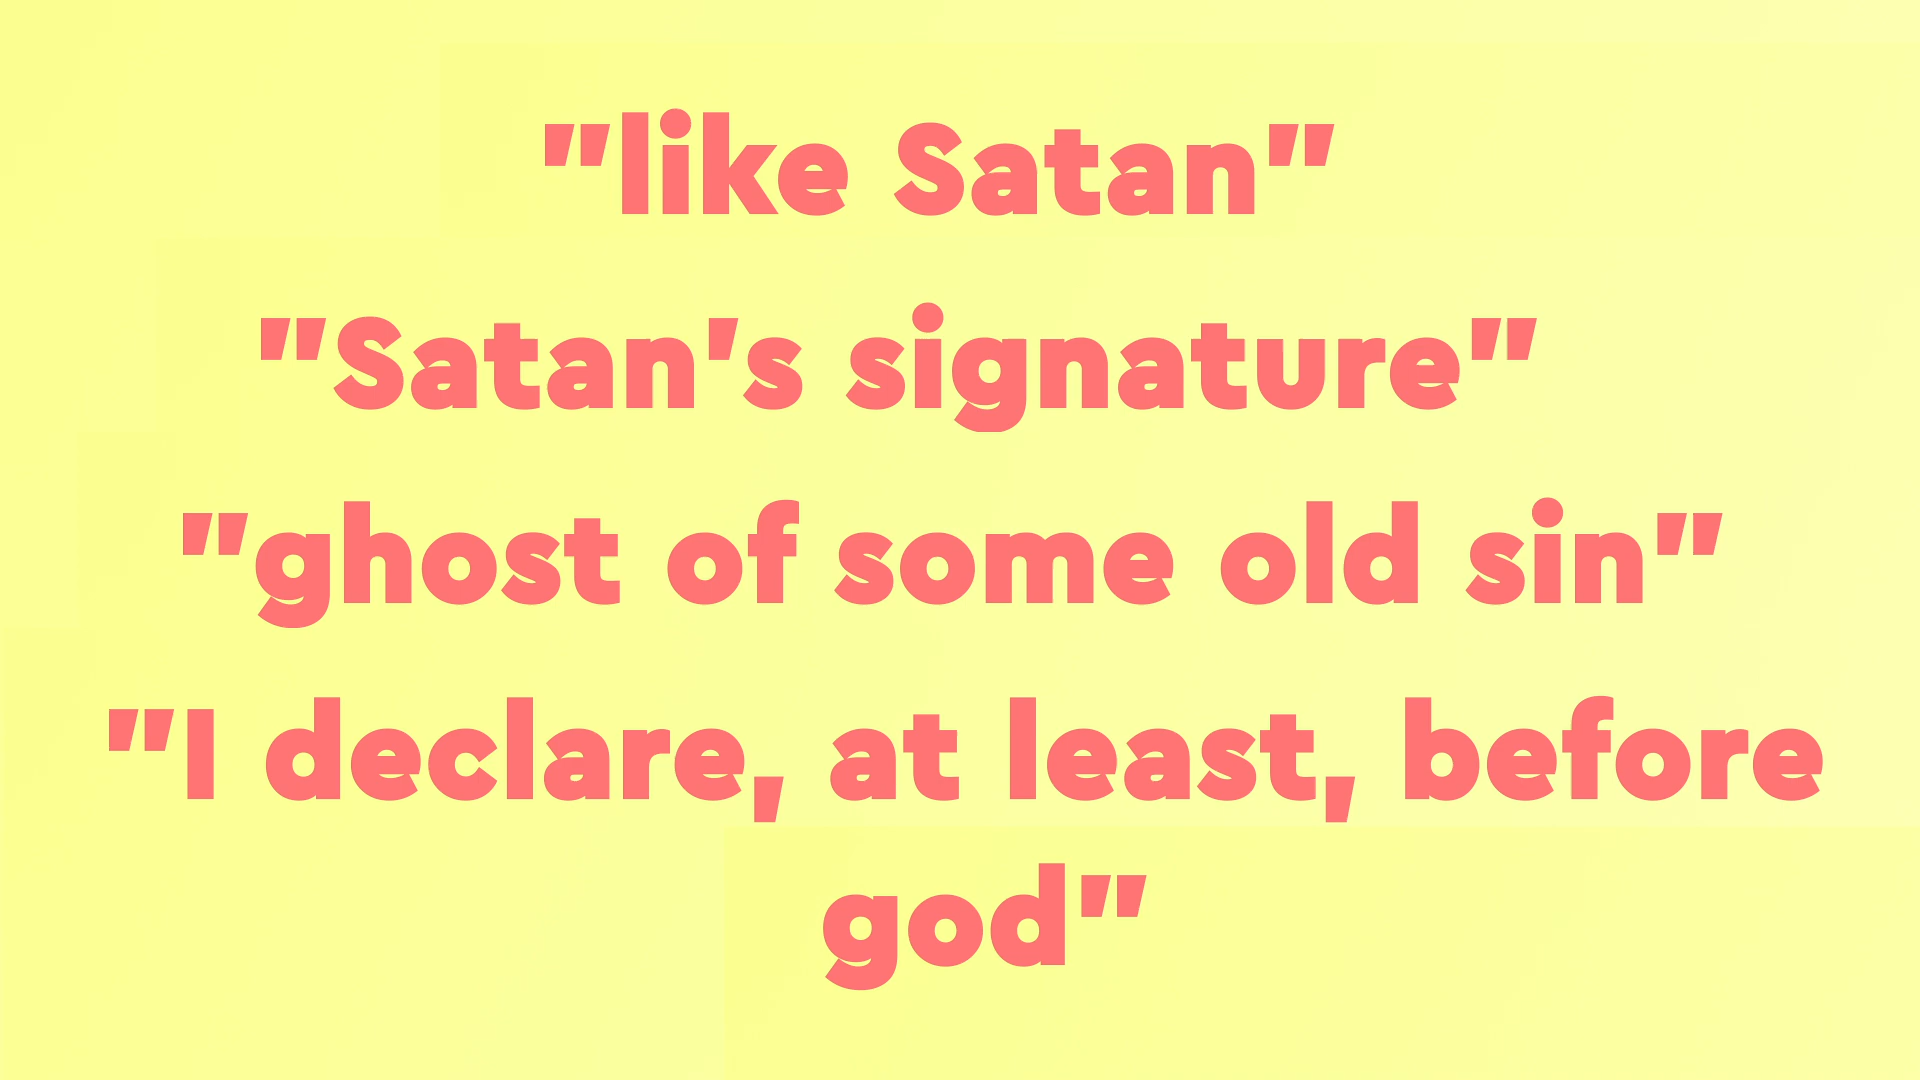 "like Satan"
"Satan's signature"
"ghost of some old sin"
"I declare, at least, before
god"